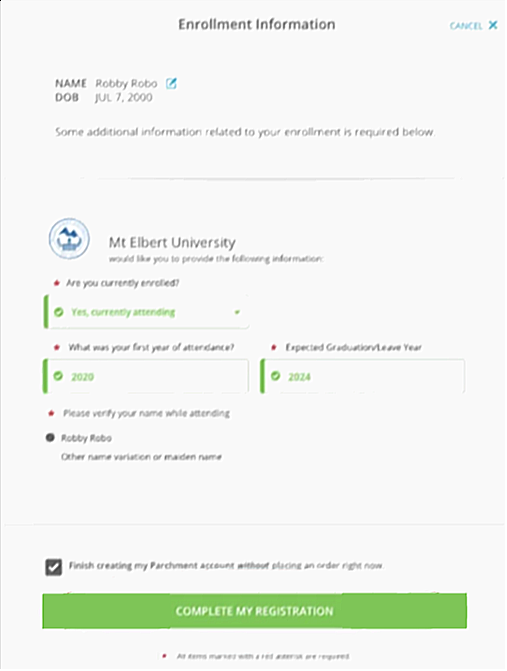 Enrollment Information
CANCEL
NAME Robby Robo
DOB JUL 7, 2000
Some additional information related to your enrollment is required below.
Mt Elbert University
would like you to provide the following information:
* Are you currently enrolled?
Yes, currently attending
* What was your first year of attendance? * Expected Graduation/Leave Year
2020 2024
* Please verify your name while attending
Robby Robo
Other name variation or maiden name
Finish creating my Parchment account without placing an order right now.
COMPLETE MY REGISTRATION
* All items marked with a red asterisk are required